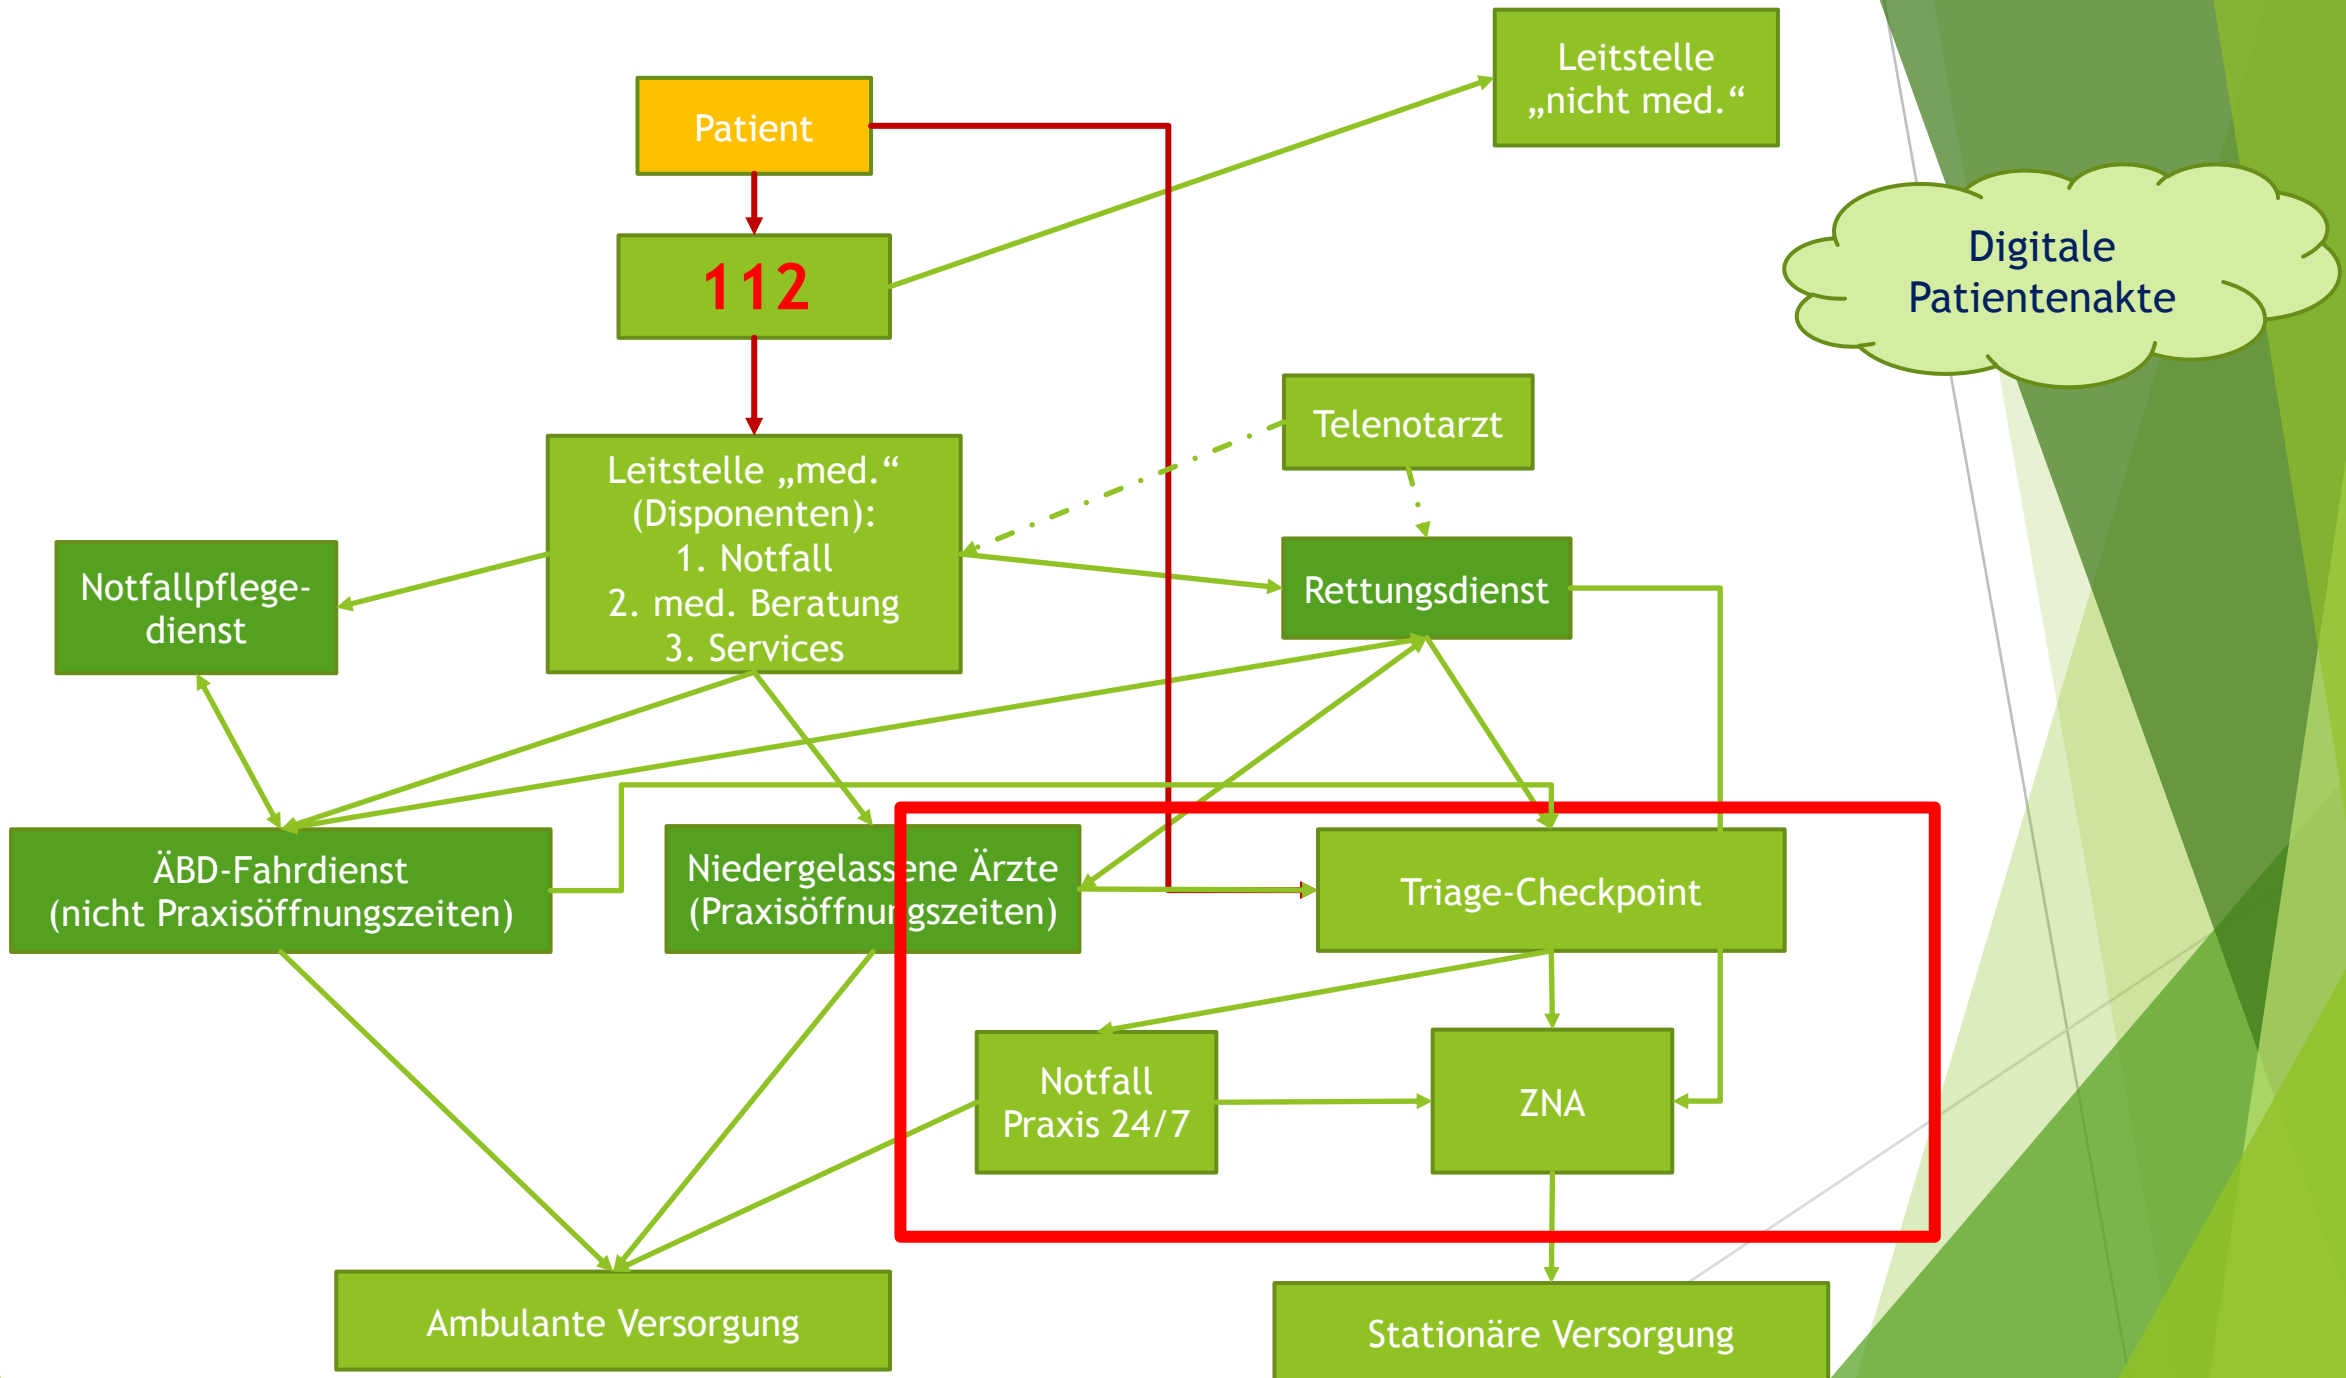 Leitstelle
„nicht med.“
Patient
Digitale
Patientenakte
112
Telenotarzt
Leitstelle „med.“
(Disponenten):
1. Notfall
2. med. Beratung
3. Services
Notfallpflege-
dienst
Rettungsdienst
ÄBD-Fahrdienst
(nicht Praxisöffnungszeiten)
Niedergelassene Ärzte
(Praxisöffnungszeiten)
Triage-Checkpoint
Notfall
Praxis 24/7
ZNA
Ambulante Versorgung
Stationäre Versorgung